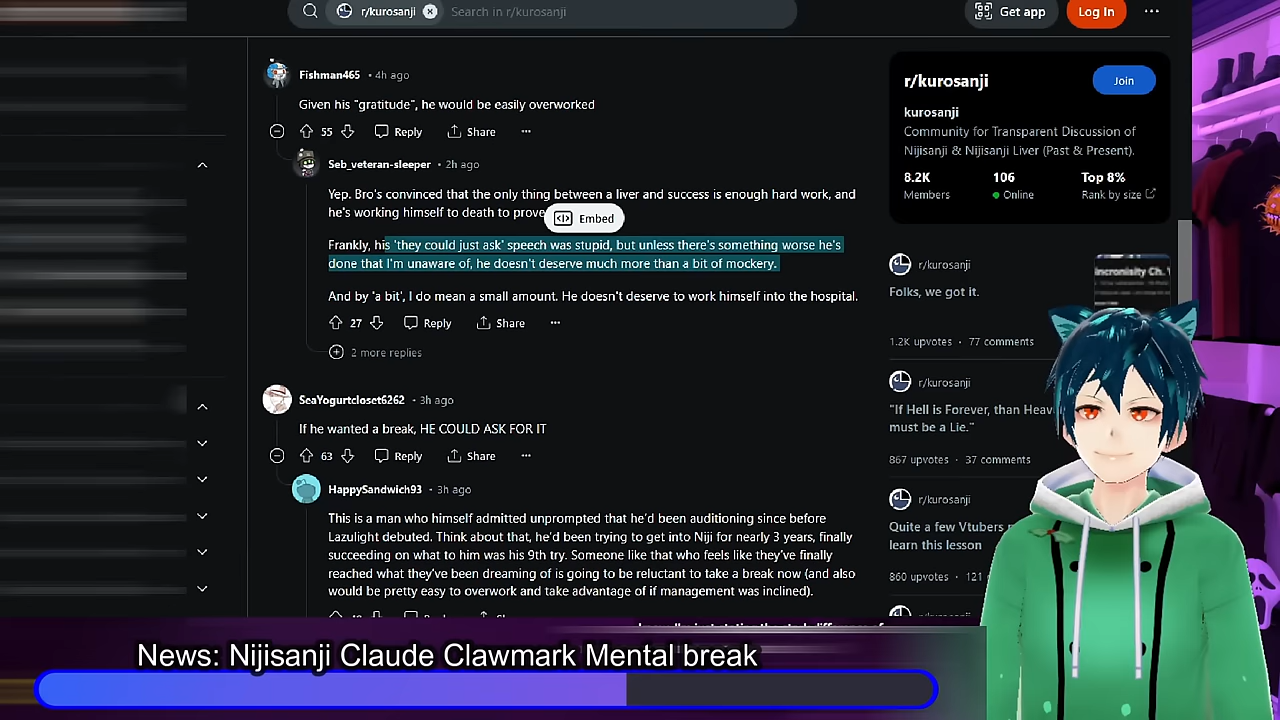 r/kurosanji
Search in r/kurosanji
Get app
Log In
Fishman465 • 4h ago
Given his "gratitude", he would be easily overworked
55
Reply
Share
Seb_veteran-sleeper • 2h ago
Yep. Bro's convinced that the only thing between a liver and success is enough hard work, and
he's working himself to death to prove
Embed
Frankly, his 'they could just ask' speech was stupid, but unless there's something worse he's
done that I'm unaware of, he doesn't deserve much more than a bit of mockery.
And by 'a bit', I do mean a small amount. He doesn't deserve to work himself into the hospital.
27
Reply
Share
2 more replies
SeaYogurtcloset6262 • 3h ago
If he wanted a break, HE COULD ASK FOR IT
63
Reply
Share
HappySandwich93 • 3h ago
This is a man who himself admitted unprompted that he'd been auditioning since before
Lazulight debuted. Think about that, he'd been trying to get into Niji for nearly 3 years, finally
succeeding on what to him was his 9th try. Someone like that who feels like they've finally
reached what they've been dreaming of is going to be reluctant to take a break now (and also
would be pretty easy to overwork and take advantage of if management was inclined).
r/kurosanji
Join
kurosanji
Community for Transparent Discussion of
Nijisanji & Nijisanji Liver (Past & Present).
8.2K
106
Top 8%
Members
Online
Rank by size
r/kurosanji
Folks, we got it.
1.2K upvotes • 77 comments
r/kurosanji
"If Hell is Forever, than Heav
must be a Lie."
867 upvotes • 37 comments
r/kurosanji
Quite a few Vtubers
learn this lesson
860 upvotes • 121
News: Nijisanji Claude Clawmark Mental break